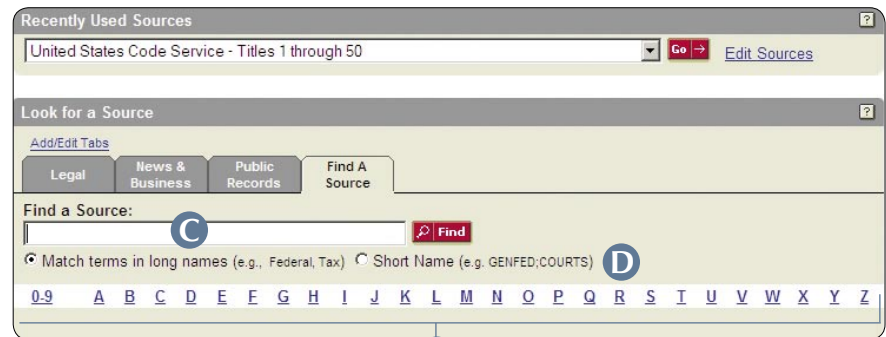 Recently Used Sources ?
United States Code Service - Titles 1 through 50 Go → Edit Sources
Look for a Source ?
Add/Edit Tabs
Legal News & Business Public Records Find A Source
Find a Source:
C Find
Match terms in long names (e.g., Federal, Tax) Short Name (e.g. GENFED;COURTS) D
0-9 A B C D E F G H I J K L M N O P Q R S T U V W X Y Z